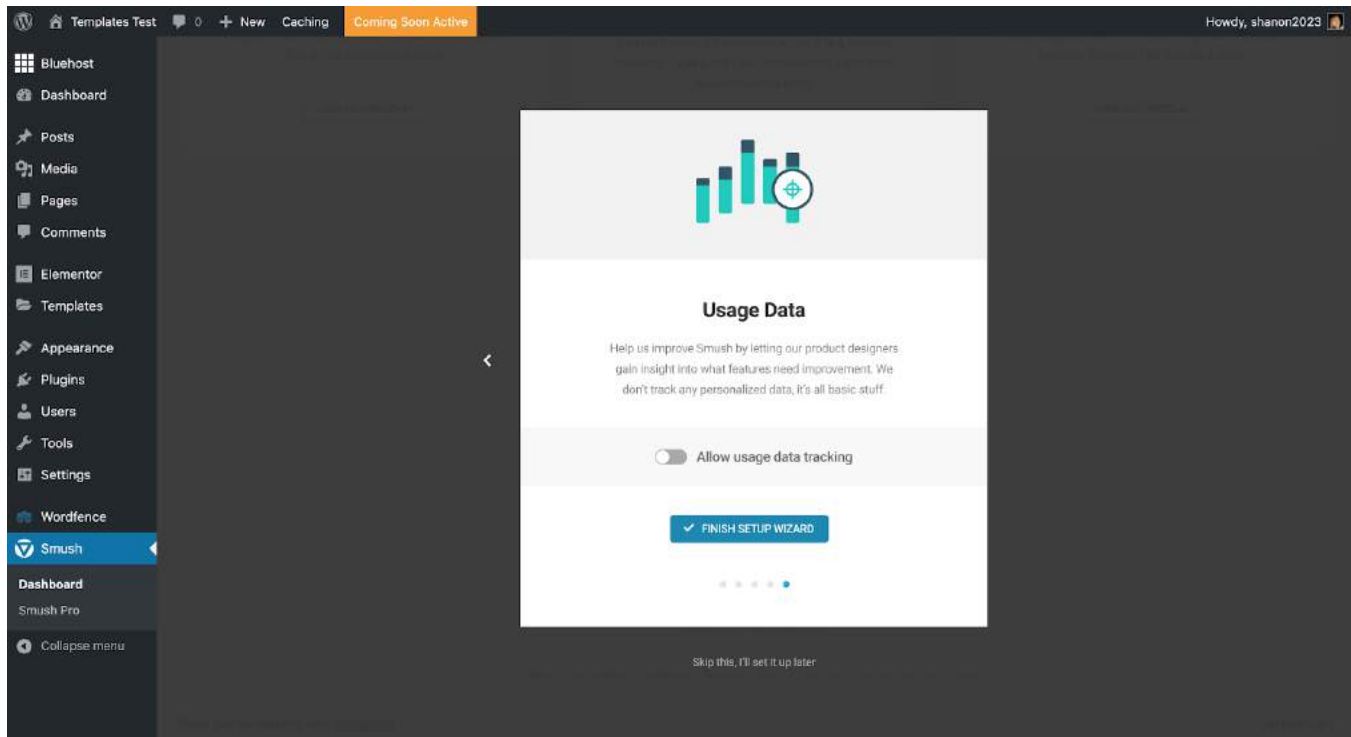 Templates Test 0 New Caching Coming Soon Active Howdy, shanon2023
Bluehost
Dashboard
Posts
Media
Pages
Comments
Elementor
Templates
Appearance
Plugins
Users
Tools
Settings
Wordfence
Smush
Dashboard
Smush Pro
Collapse menu
Usage Data
Help us improve Smush by letting our product designers
gain insight into what features need improvement. We
don't track any personalized data, it's all basic stuff.
Allow usage data tracking
FINISH SETUP WIZARD
Skip this, I'll set it up later